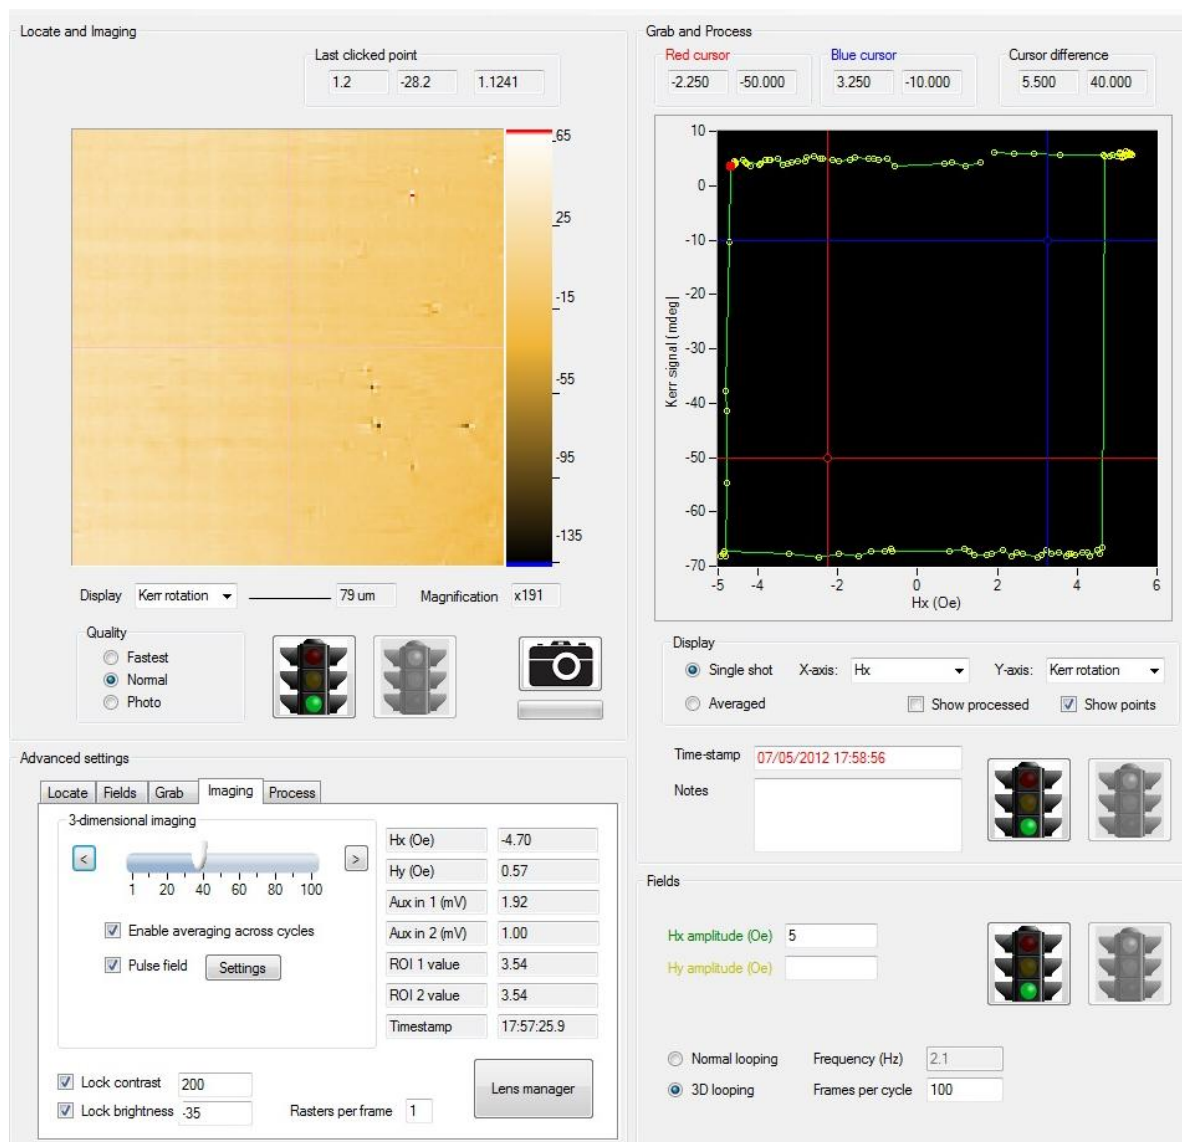 Locate and Imaging
Last clicked point
1.2 -28.2 1.1241
65
25
-15
-55
-95
-135
Display Kerr rotation 79 um Magnification x191
Quality
Fastest
Normal
Photo
Advanced settings
Locate Fields Grab Imaging Process
3-dimensional imaging
< >
1 20 40 60 80 100
Enable averaging across cycles
Pulse field Settings
Hx (Oe) -4.70
Hy (Oe) 0.57
Aux in 1 (mV) 1.92
Aux in 2 (mV) 1.00
ROI 1 value 3.54
ROI 2 value 3.54
Timestamp 17:57:25.9
Lock contrast 200
Lock brightness -35 Rasters per frame 1
Lens manager
Grab and Process
Red cursor Blue cursor Cursor difference
-2.250 -50.000 3.250 -10.000 5.500 40.000
10
0
-10
-20
-30
-40
-50
-60
-70
Kerr signal [mdeg]
-5 -4 -2 0 2 4 6
Hx (Oe)
Display
Single shot X-axis: Hx Y-axis: Kerr rotation
Averaged Show processed Show points
Time-stamp 07/05/2012 17:58:56
Notes
Fields
Hx amplitude (Oe) 5
Hy amplitude (Oe)
Normal looping Frequency (Hz) 2.1
3D looping Frames per cycle 100